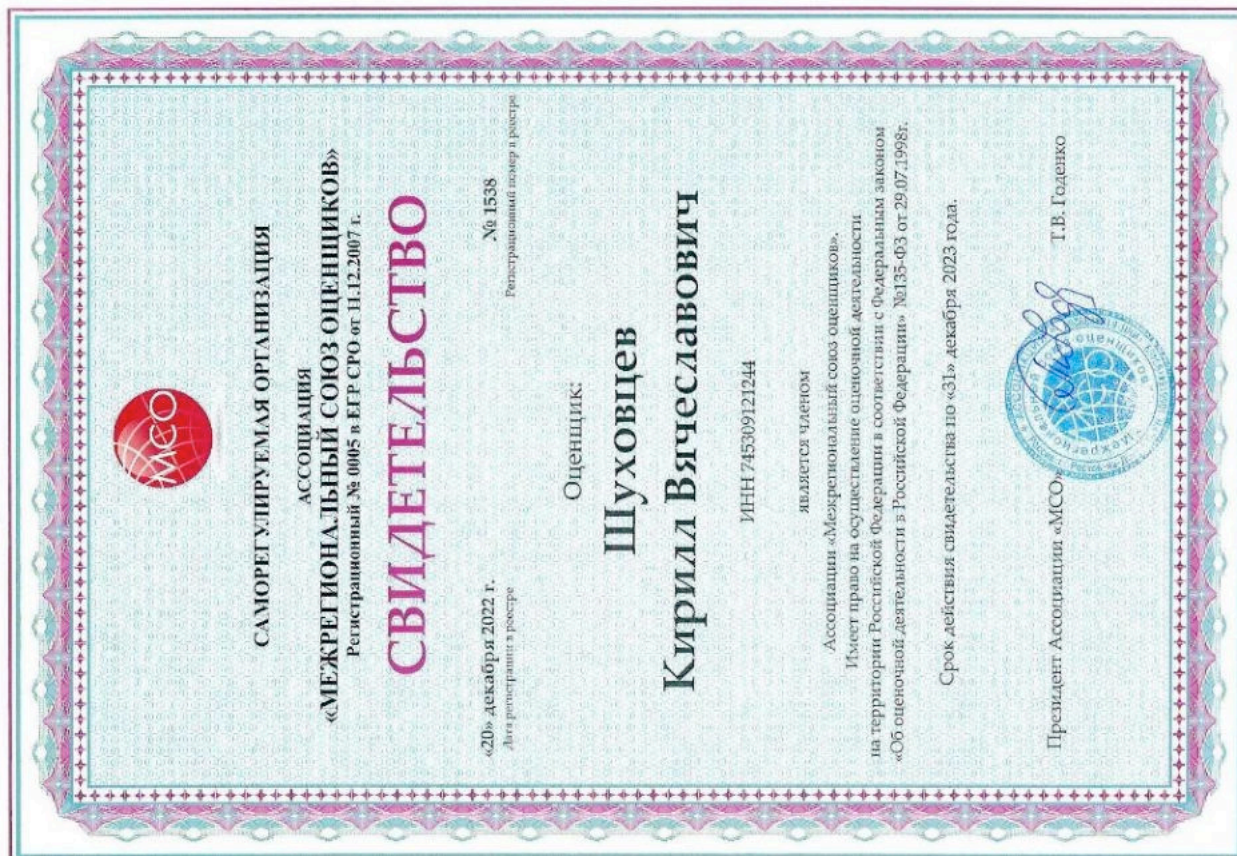 МСО
САМОРЕГУЛИРУЕМАЯ ОРГАНИЗАЦИЯ
АССОЦИАЦИЯ
«МЕЖРЕГИОНАЛЬНЫЙ СОЮЗ ОЦЕНЩИКОВ»
Регистрационный № 0005 в ЕГР СРО от 11.12.2007 г.
СВИДЕТЕЛЬСТВО
«20» декабря 2022 г. № 1538
Дата регистрации в реестре Регистрационный номер в реестре
Оценщик:
Шуховцев
Кирилл Вячеславович
ИНН 745309121244
является членом
Ассоциации «Межрегиональный союз оценщиков».
Имеет право на осуществление оценочной деятельности
на территории Российской Федерации в соответствии с Федеральным законом
«Об оценочной деятельности в Российской Федерации» №135-ФЗ от 29.07.1998г.
Срок действия свидетельства по «31» декабря 2023 года.
Президент Ассоциации «МСО» Т.В. Годенко